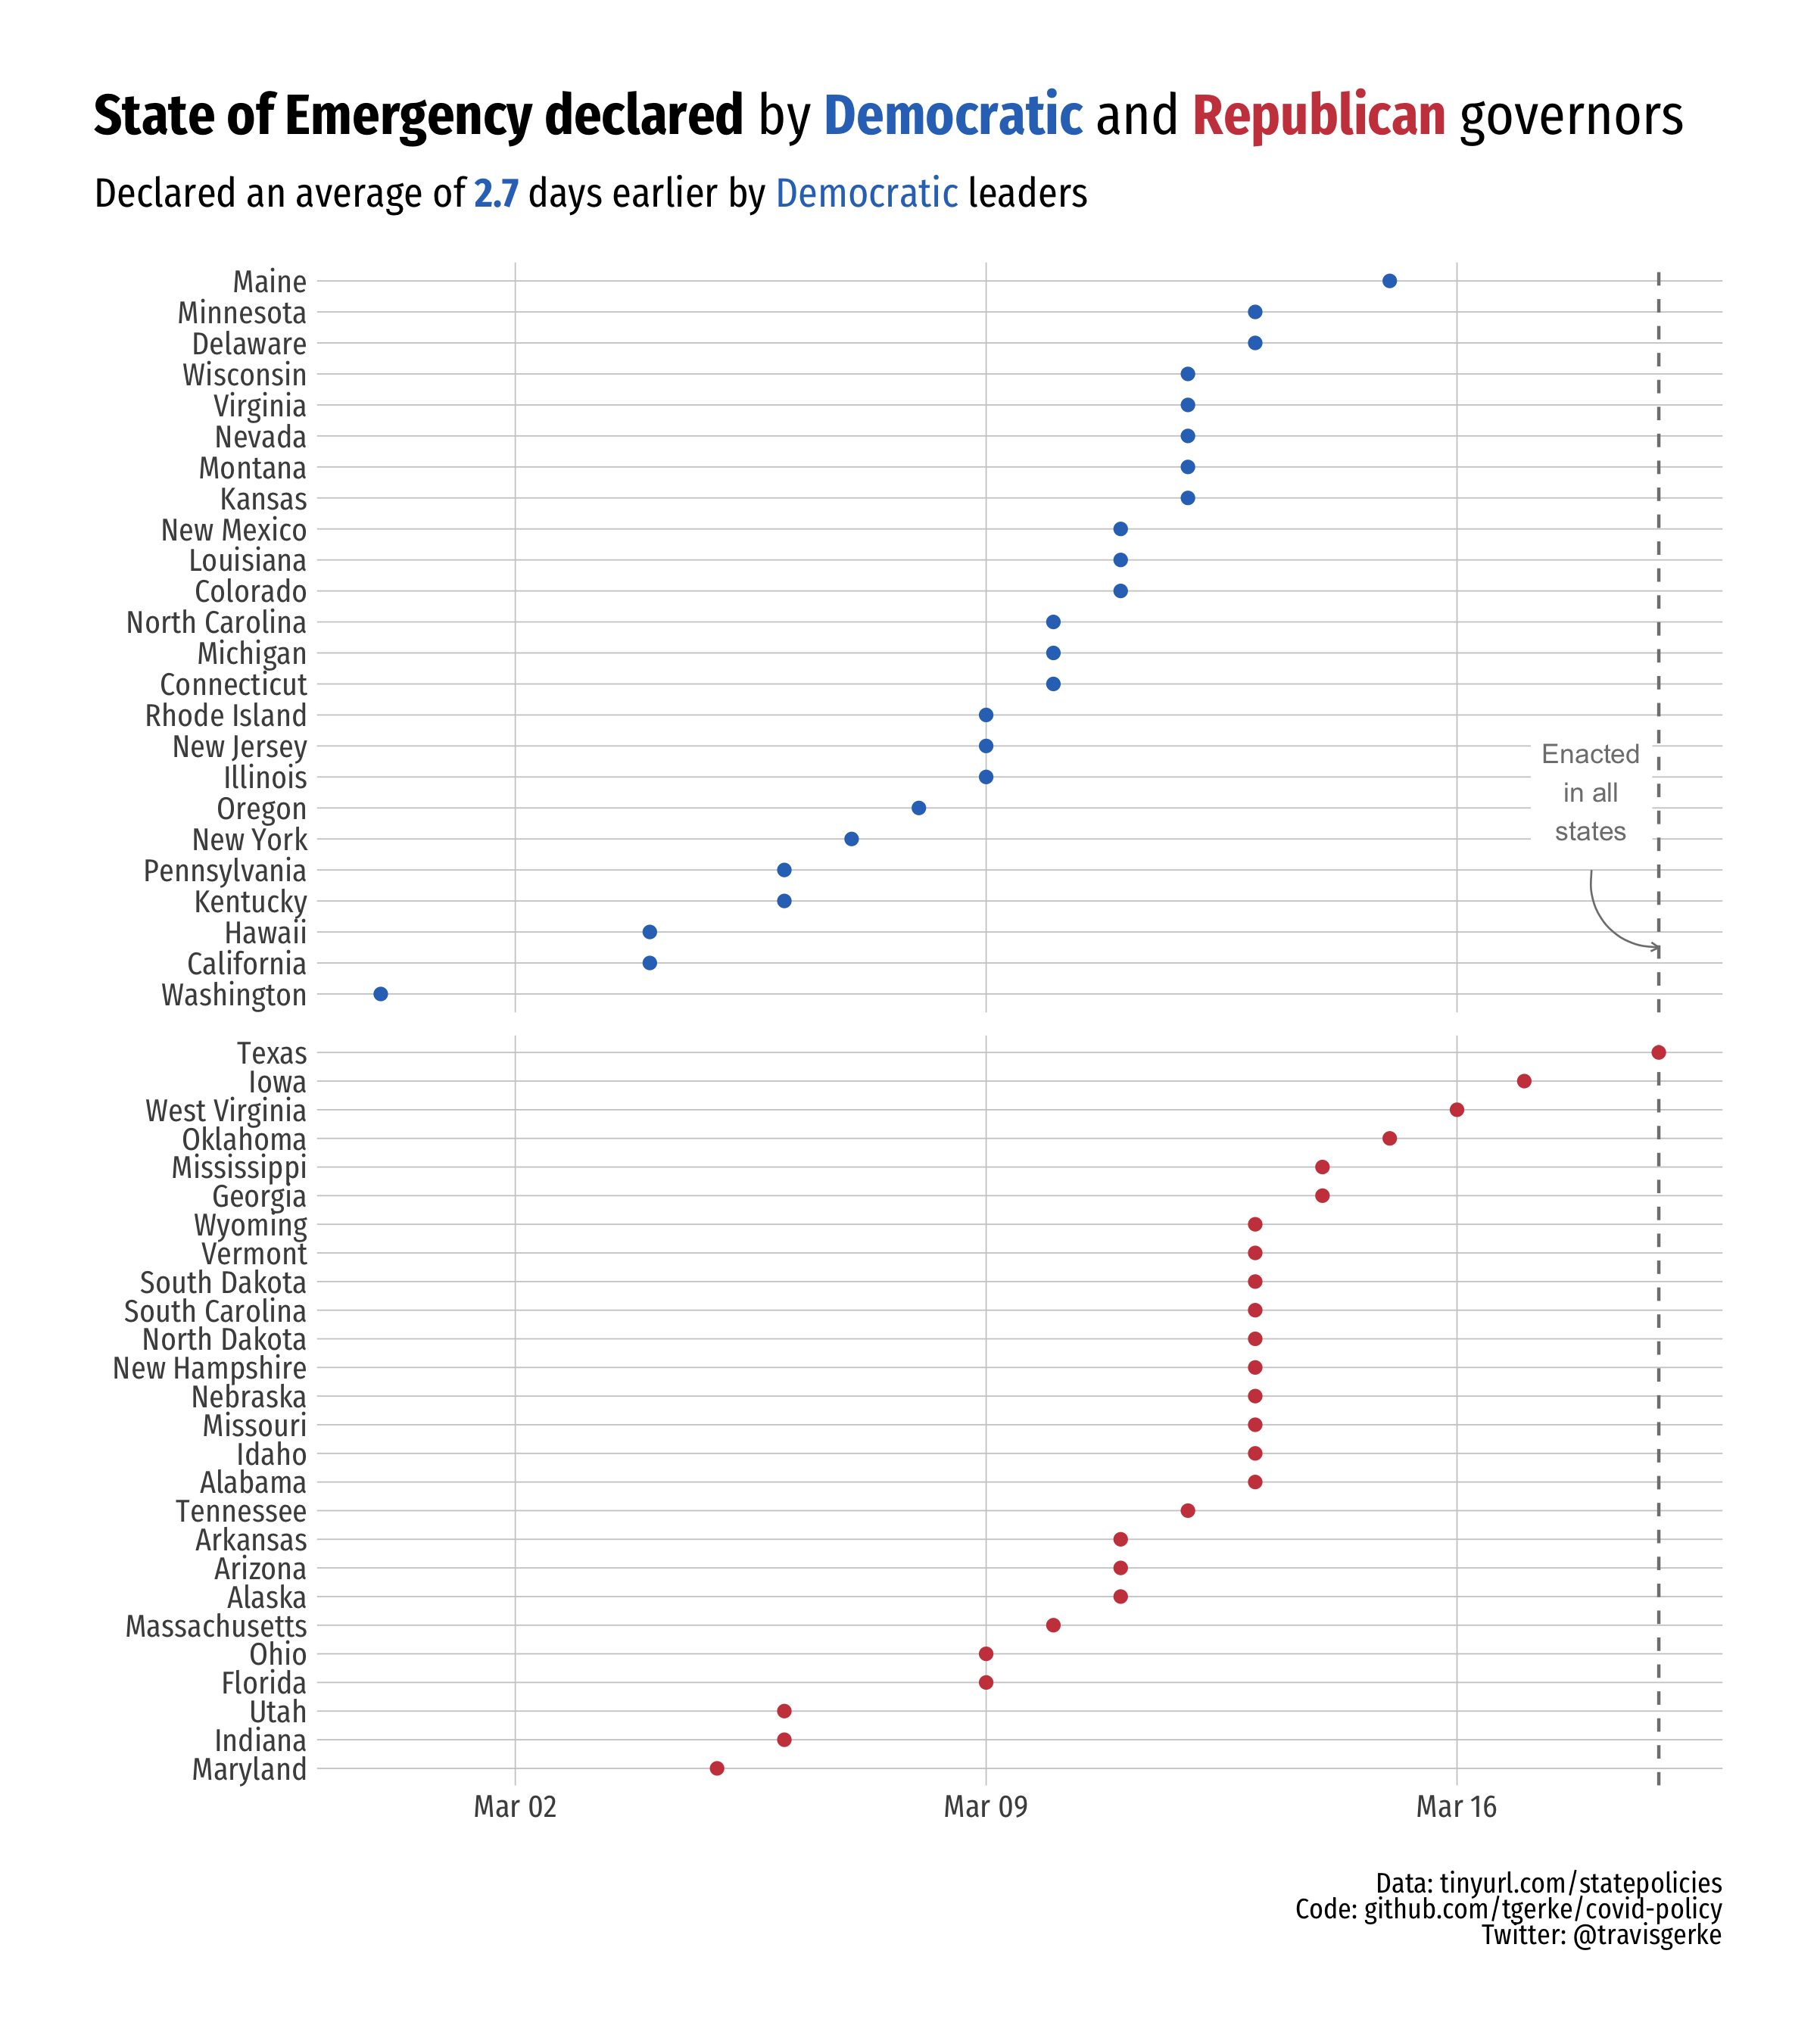 State of Emergency declared by Democratic and Republican governors
Declared an average of 2.7 days earlier by Democratic leaders
Maine
Minnesota
Delaware
Wisconsin
Virginia
Nevada
Montana
Kansas
New Mexico
Louisiana
Colorado
North Carolina
Michigan
Connecticut
Rhode Island
New Jersey
Illinois
Oregon
New York
Pennsylvania
Kentucky
Hawaii
California
Washington
Enacted
in all
states
Texas
Iowa
West Virginia
Oklahoma
Mississippi
Georgia
Wyoming
Vermont
South Dakota
South Carolina
North Dakota
New Hampshire
Nebraska
Missouri
Idaho
Alabama
Tennessee
Arkansas
Arizona
Alaska
Massachusetts
Ohio
Florida
Utah
Indiana
Maryland
Mar 02 Mar 09 Mar 16
Data: tinyurl.com/statepolicies
Code: github.com/tgerke/covid-policy
Twitter: @travisgerke